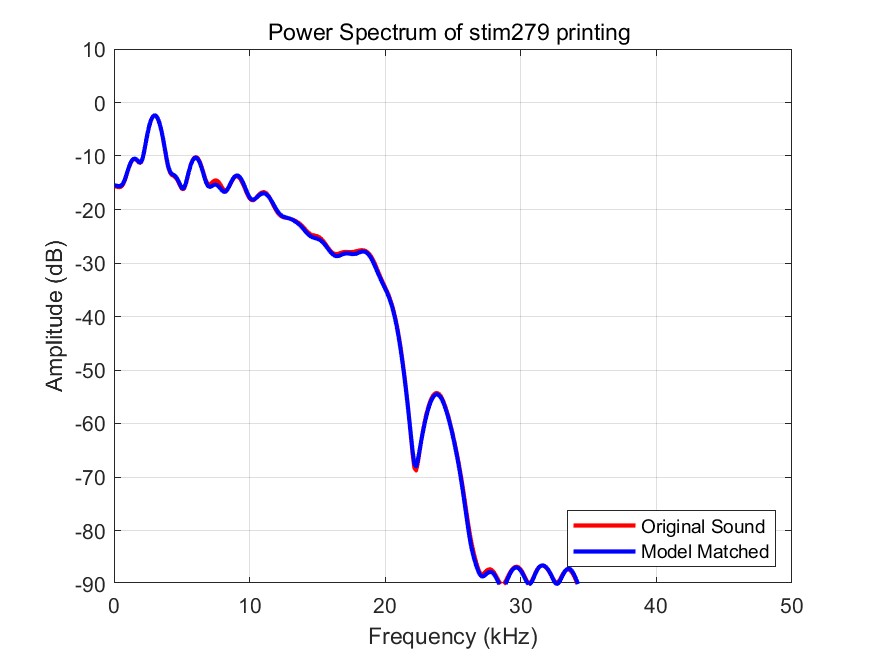 Power Spectrum of stim279 printing
10
0
-10
-20
-30
-40
-50
-60
-70
-80
-90
Amplitude (dB)
Original Sound
Model Matched
0 10 20 30 40 50
Frequency (kHz)